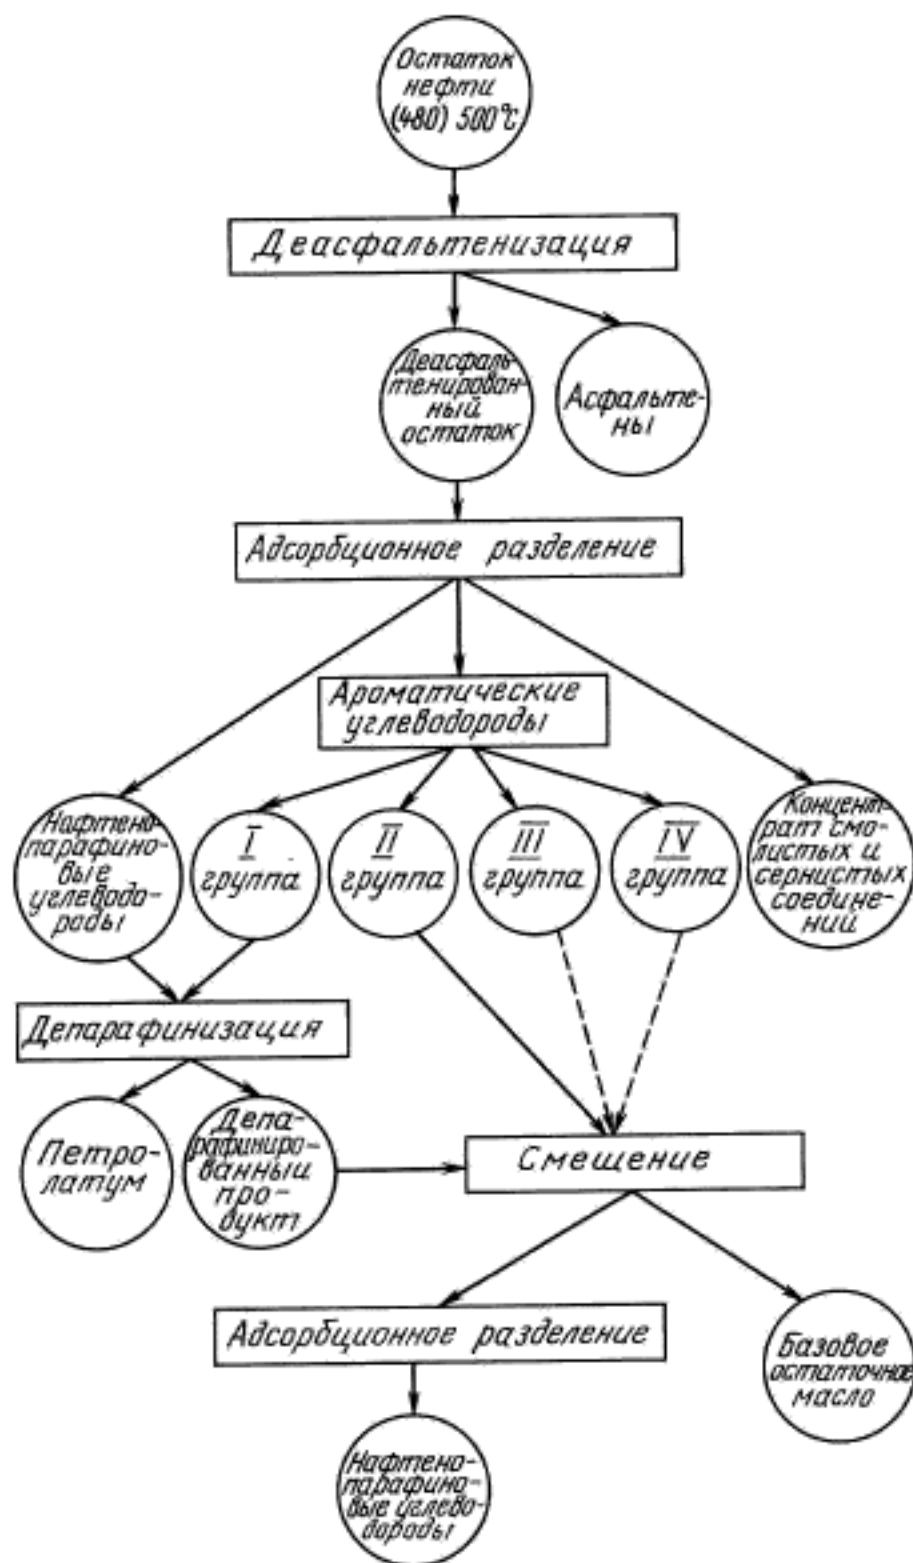 Остаток
нефти
(480) 500°С
Деасфальтенизация
Деасфаль-
тенирован-
ный
остаток
Асфальте-
ны
Адсорбционное разделение
Ароматические
углеводороды
Нафтено-
парафино-
вые
углеводо-
роды
I
группа
II
группа
III
группа
IV
группа
Концент-
рат смо-
листых и
сернистых
соедине-
ний
Депарафинизация
Петро-
латум
Депа-
рафиниро-
ванный
про-
дукт
Смещение
Адсорбционное разделение
Базовое
остаточное
масло
Нафтено-
парафино-
вые углево-
дороды